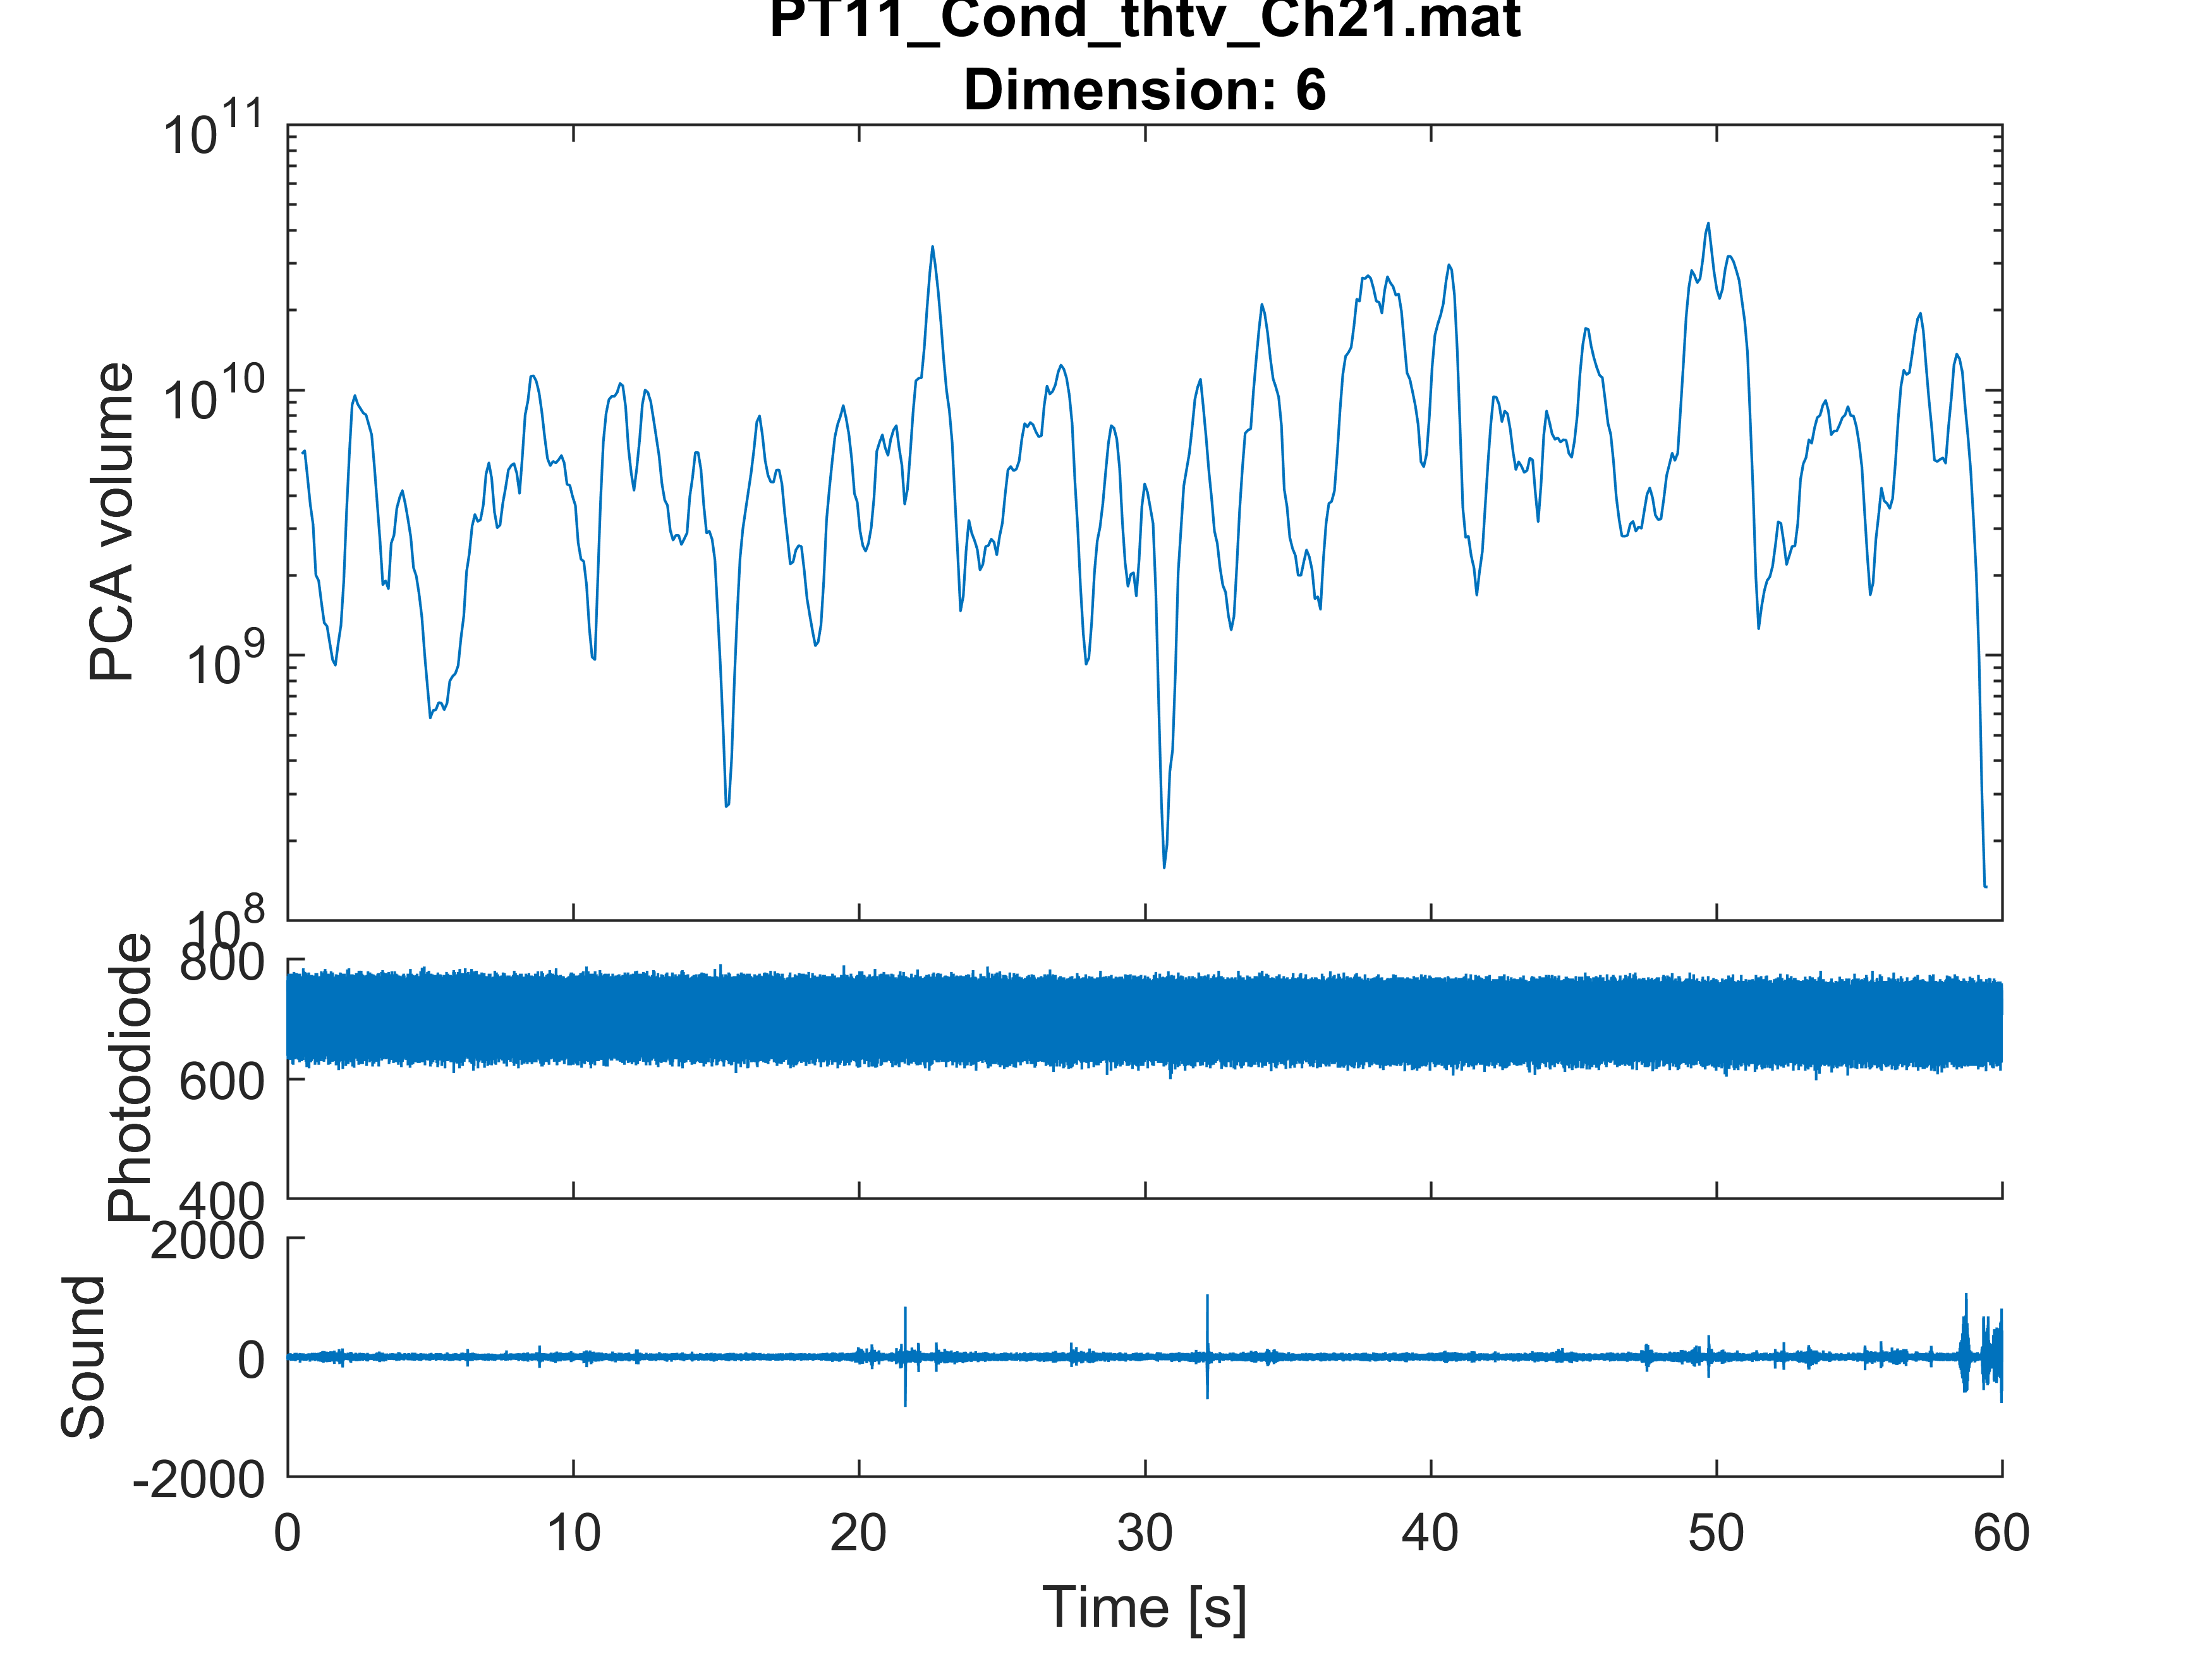 PT11_Cond_thtv_Ch21.mat
Dimension: 6
10^11
10^10
10^9
10^8
PCA volume
800
600
400
Photodiode
2000
0
-2000
Sound
0 10 20 30 40 50 60
Time [s]